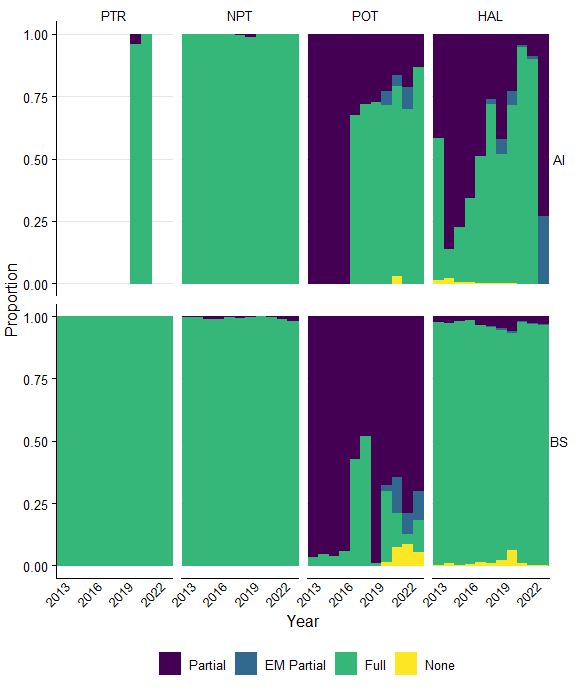 PTR NPT POT HAL
1.00
0.75
0.50
0.25
0.00
AI
Proportion
1.00
0.75
0.50
0.25
0.00
BS
2013 2016 2019 2022 2013 2016 2019 2022 2013 2016 2019 2022 2013 2016 2019 2022
Year
Partial EM Partial Full None